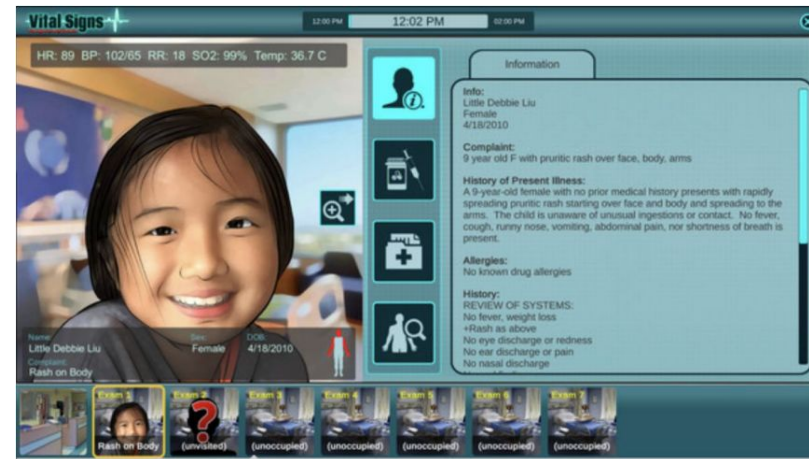 Vital Signs
12:00 PM
12:02 PM
02:00 PM
HR: 89 BP: 102/65 RR: 18 SO2: 99% Temp: 36.7 C
Information
Info:
Little Debbie Liu
Female
4/18/2010
Complaint:
9 year old F with pruritic rash over face, body, arms
History of Present Illness:
A 9-year-old female with no prior medical history presents with rapidly
spreading pruritic rash starting over face and body and spreading to the
arms. The child is unaware of unusual ingestions or contact. No fever,
cough, runny nose, vomiting, abdominal pain, nor shortness of breath is
present.
Allergies:
No known drug allergies
History:
REVIEW OF SYSTEMS:
No fever, weight loss
+Rash as above
No eye discharge or redness
No ear discharge or pain
No nasal discharge
Name:
Little Debbie Liu
Sex:
Female
DOB:
4/18/2010
Complaint:
Rash on Body
Exam 1
Rash on Body
Exam 2
?
(unvisited)
Exam 3
(unoccupied)
Exam 4
(unoccupied)
Exam 5
(unoccupied)
Exam 6
(unoccupied)
Exam 7
(unoccupied)